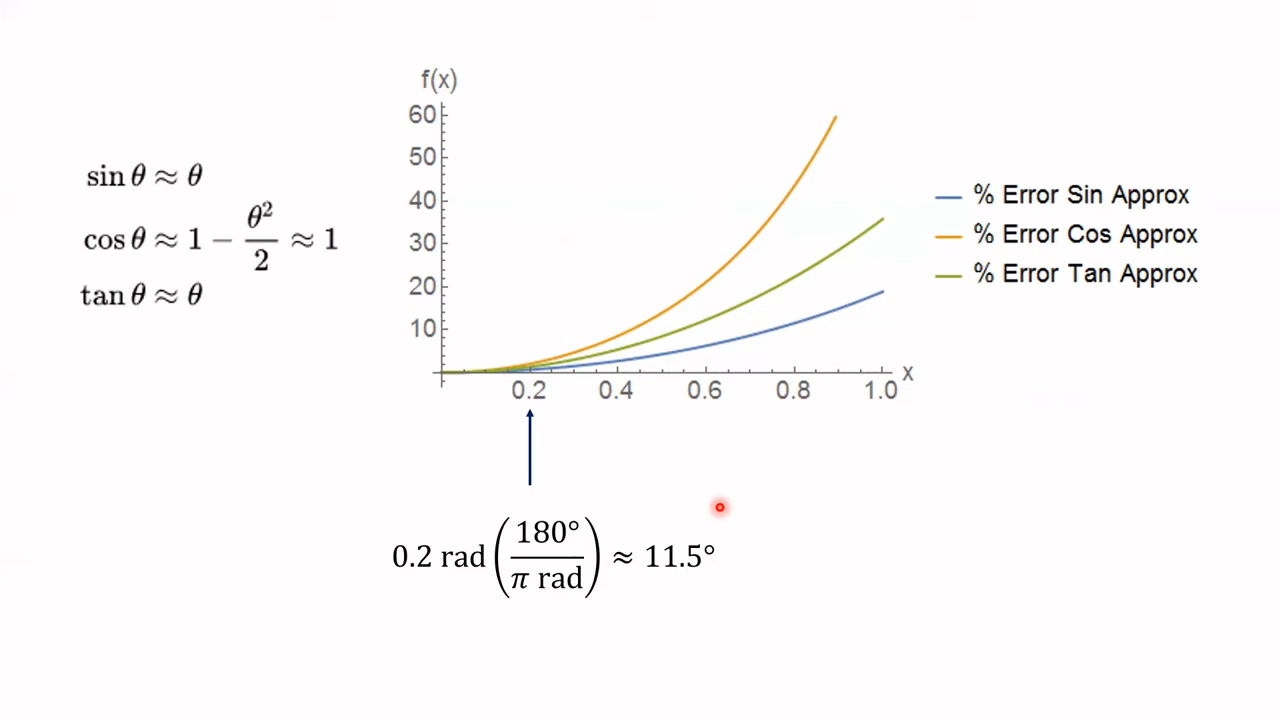 sin θ ≈ θ
cos θ ≈ 1 − θ²/2 ≈ 1
tan θ ≈ θ
f(x)
60
50
40
30
20
10
0.2 0.4 0.6 0.8 1.0 x
% Error Sin Approx
% Error Cos Approx
% Error Tan Approx
0.2 rad (180°/π rad) ≈ 11.5°